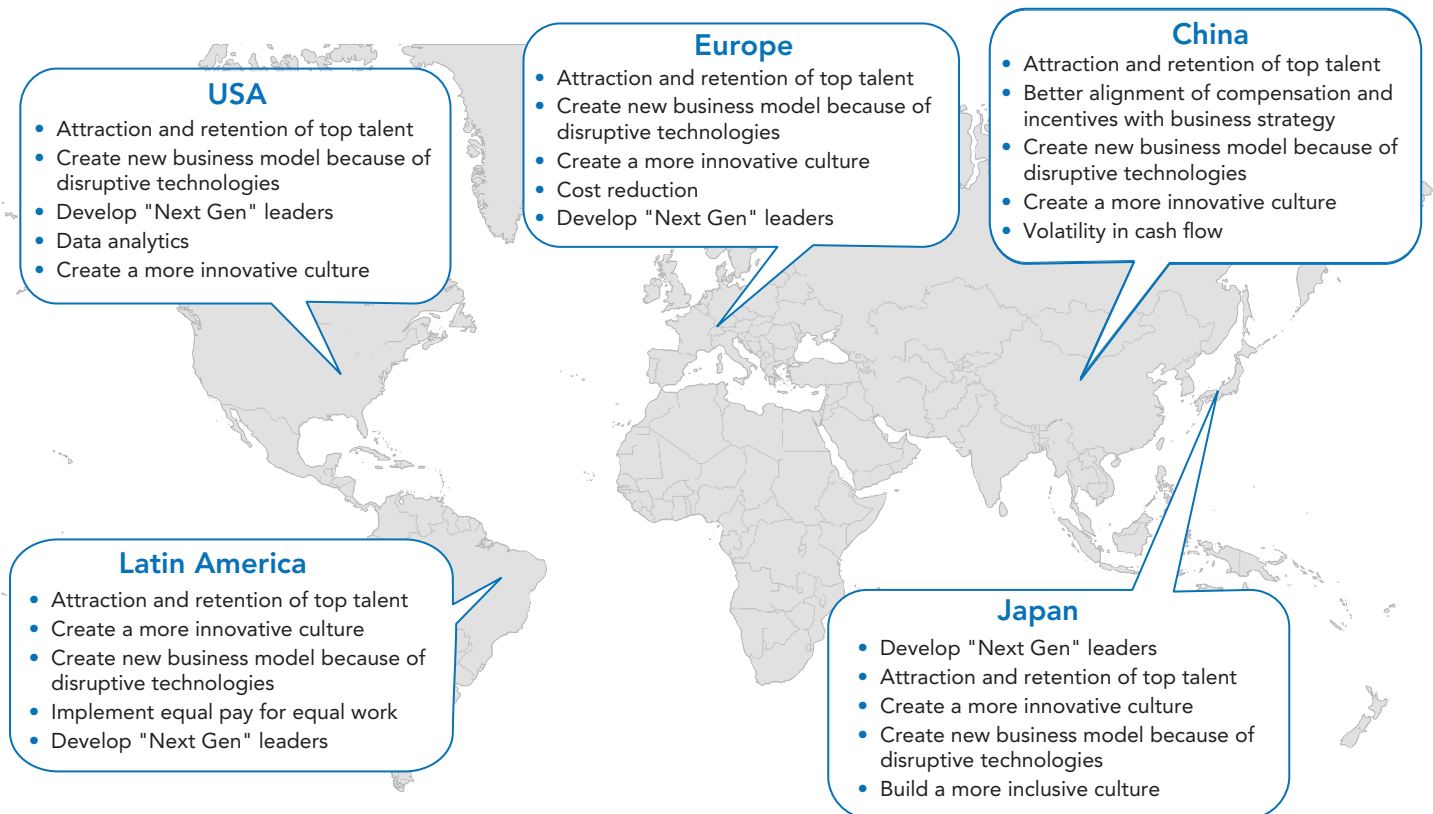 USA
• Attraction and retention of top talent
• Create new business model because of
disruptive technologies
• Develop "Next Gen" leaders
• Data analytics
• Create a more innovative culture
Europe
• Attraction and retention of top talent
• Create new business model because of
disruptive technologies
• Create a more innovative culture
• Cost reduction
• Develop "Next Gen" leaders
China
• Attraction and retention of top talent
• Better alignment of compensation and
incentives with business strategy
• Create new business model because of
disruptive technologies
• Create a more innovative culture
• Volatility in cash flow
Latin America
• Attraction and retention of top talent
• Create a more innovative culture
• Create new business model because of
disruptive technologies
• Implement equal pay for equal work
• Develop "Next Gen" leaders
Japan
• Develop "Next Gen" leaders
• Attraction and retention of top talent
• Create a more innovative culture
• Create new business model because of
disruptive technologies
• Build a more inclusive culture